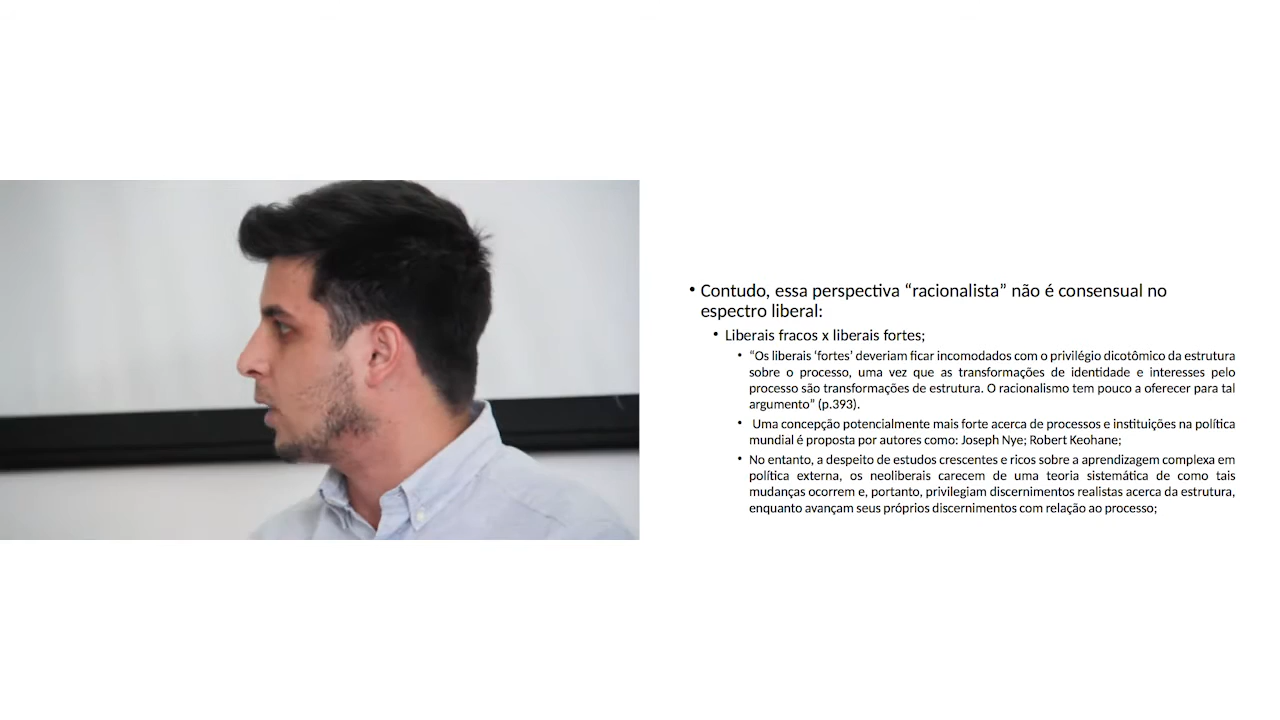 • Contudo, essa perspectiva “racionalista” não é consensual no
espectro liberal:
• Liberais fracos x liberais fortes;
• “Os liberais ‘fortes’ deveriam ficar incomodados com o privilégio dicotômico da estrutura
sobre o processo, uma vez que as transformações de identidade e interesses pelo
processo são transformações de estrutura. O racionalismo tem pouco a oferecer para tal
argumento” (p.393).
• Uma concepção potencialmente mais forte acerca de processos e instituições na política
mundial é proposta por autores como: Joseph Nye; Robert Keohane;
• No entanto, a despeito de estudos crescentes e ricos sobre a aprendizagem complexa em
política externa, os neoliberais carecem de uma teoria sistemática de como tais
mudanças ocorrem e, portanto, privilegiam discernimentos realistas acerca da estrutura,
enquanto avançam seus próprios discernimentos com relação ao processo;